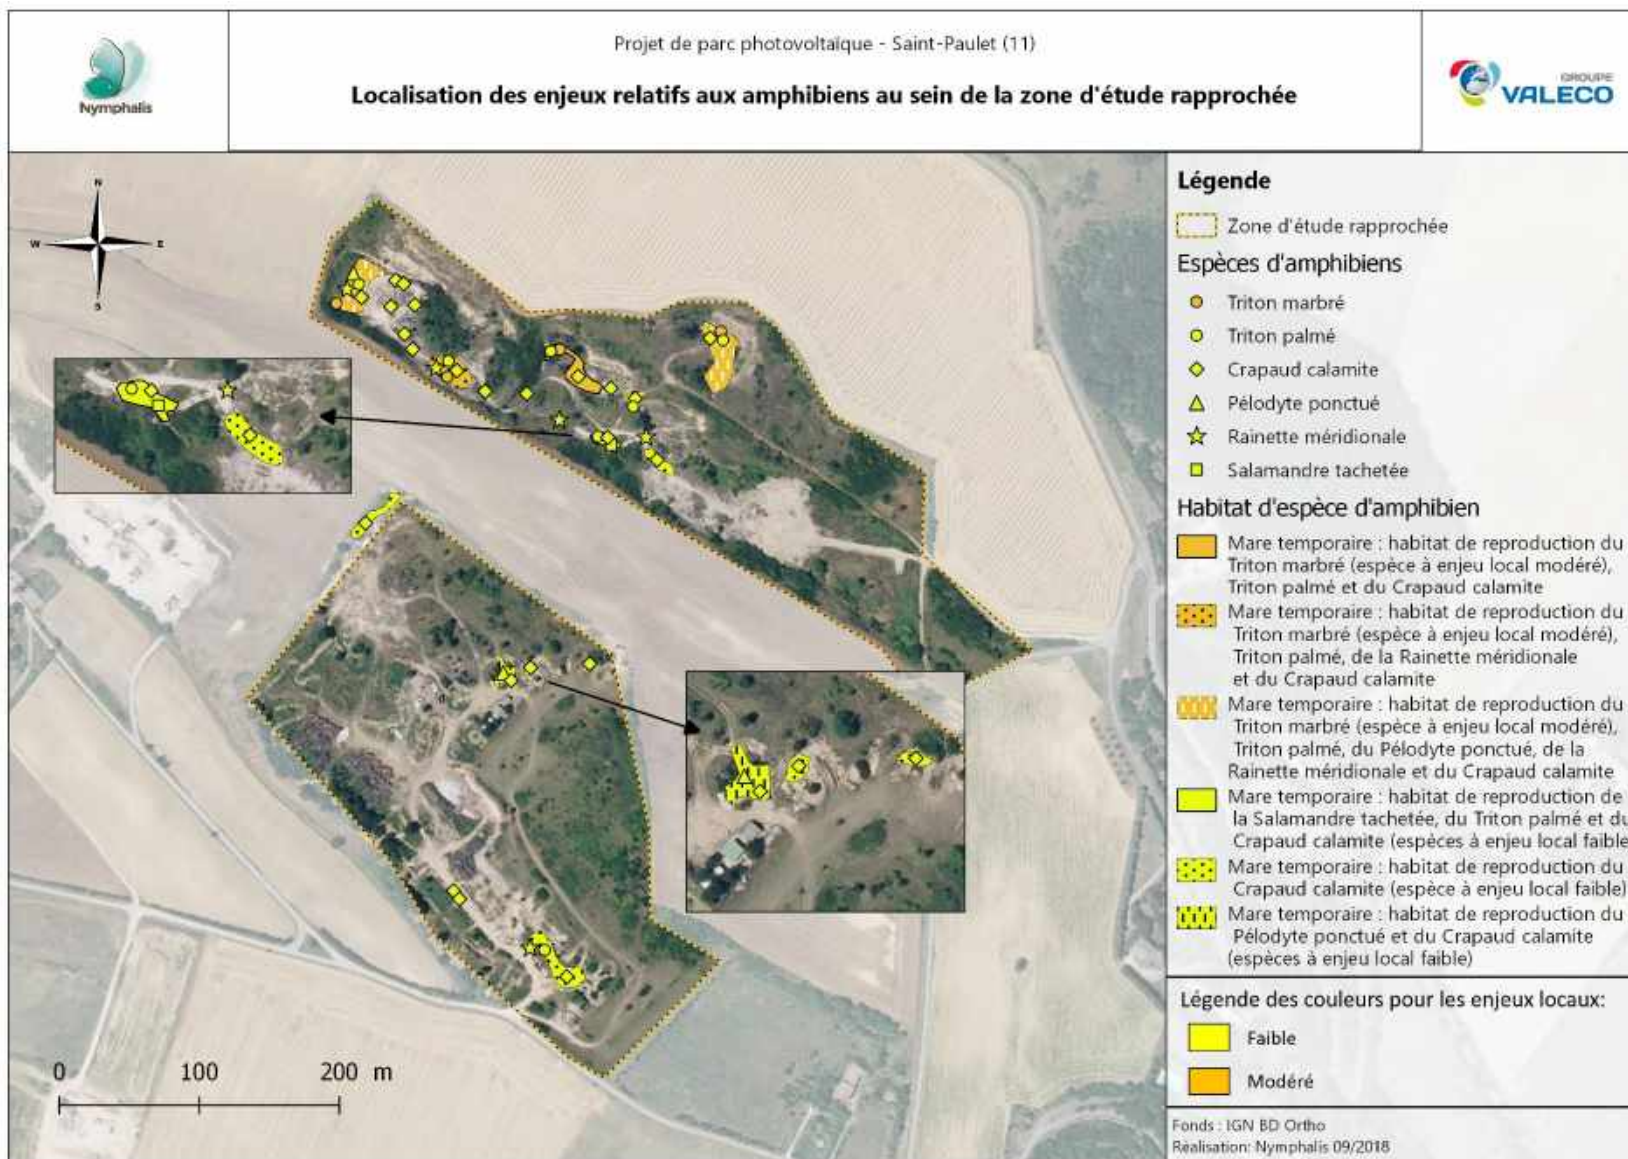 Nymphalis
Projet de parc photovoltaïque - Saint-Paulet (11)
Localisation des enjeux relatifs aux amphibiens au sein de la zone d'étude rapprochée
GROUPE
VALECO
N
W
E
S
0 100 200 m
Légende
Zone d'étude rapprochée
Espèces d'amphibiens
Triton marbré
Triton palmé
Crapaud calamite
Pélodyte ponctué
Rainette méridionale
Salamandre tachetée
Habitat d'espèce d'amphibien
Mare temporaire : habitat de reproduction du
Triton marbré (espèce à enjeu local modéré),
Triton palmé et du Crapaud calamite
Mare temporaire : habitat de reproduction du
Triton marbré (espèce à enjeu local modéré),
Triton palmé, de la Rainette méridionale
et du Crapaud calamite
Mare temporaire : habitat de reproduction du
Triton marbré (espèce à enjeu local modéré),
Triton palmé, du Pélodyte ponctué, de la
Rainette méridionale et du Crapaud calamite
Mare temporaire : habitat de reproduction de
la Salamandre tachetée, du Triton palmé et du
Crapaud calamite (espèces à enjeu local faible
Mare temporaire : habitat de reproduction du
Crapaud calamite (espèce à enjeu local faible)
Mare temporaire : habitat de reproduction du
Pélodyte ponctué et du Crapaud calamite
(espèces à enjeu local faible)
Légende des couleurs pour les enjeux locaux:
Faible
Modéré
Fonds : IGN BD Ortho
Réalisation: Nymphalis 09/2018